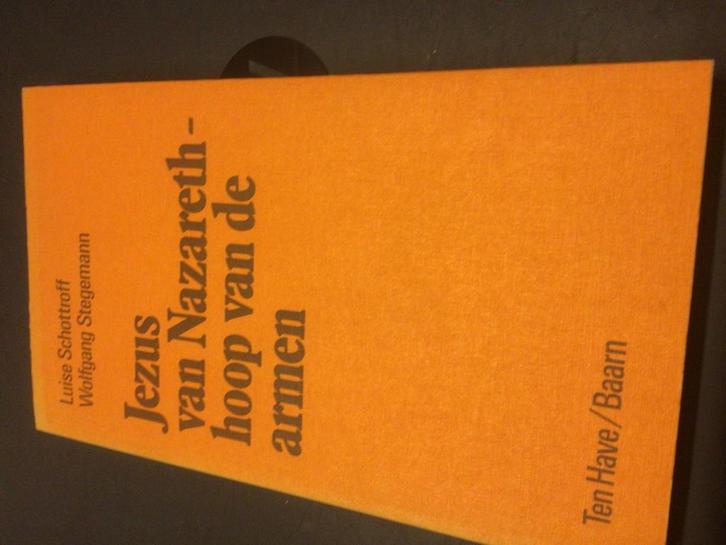 Luise Schottroff
Wolfgang Stegemann
Jezus
van Nazareth -
hoop van de
armen
Ten Have/Baarn